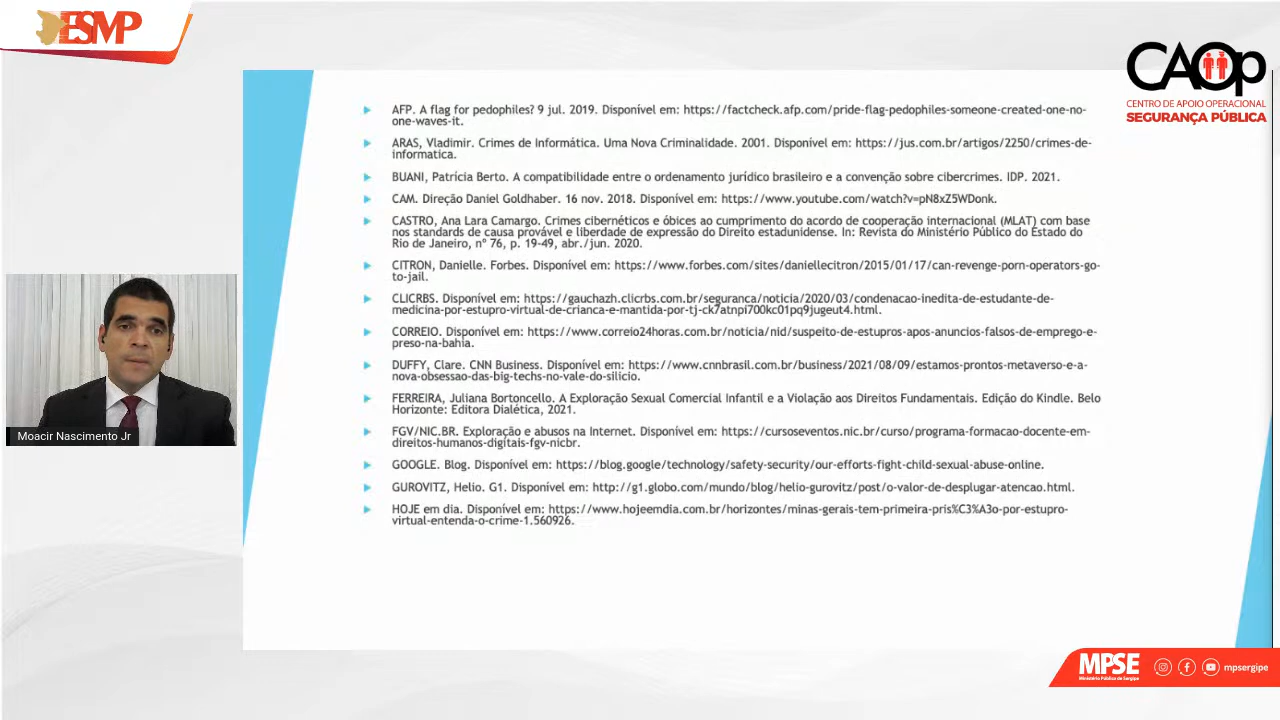 ESMP
CAOp
CENTRO DE APOIO OPERACIONAL
SEGURANÇA PÚBLICA
AFP. A flag for pedophiles? 9 jul. 2019. Disponível em: https://factcheck.afp.com/pride-flag-pedophiles-someone-created-one-no-
one-waves-it.
ARAS, Vladimir. Crimes de Informática. Uma Nova Criminalidade. 2001. Disponível em: https://jus.com.br/artigos/2250/crimes-de-
informatica.
BUANI, Patrícia Berto. A compatibilidade entre o ordenamento jurídico brasileiro e a convenção sobre cibercrimes. IDP. 2021.
CAM. Direção Daniel Goldhaber. 16 nov. 2018. Disponível em: https://www.youtube.com/watch?v=pN8xZ5WDonk.
CASTRO, Ana Lara Camargo. Crimes cibernéticos e óbices ao cumprimento do acordo de cooperação internacional (MLAT) com base
nos standards de causa provável e liberdade de expressão do Direito estadunidense. In: Revista do Ministério Público do Estado do
Rio de Janeiro, nº 76, p. 19-49, abr./jun. 2020.
CITRON, Danielle. Forbes. Disponível em: https://www.forbes.com/sites/daniellecitron/2015/01/17/can-revenge-porn-operators-go-
to-jail.
CLICRBS. Disponível em: https://gauchazh.clicrbs.com.br/seguranca/noticia/2020/03/condenacao-inedita-de-estudante-de-
medicina-por-estupro-virtual-de-crianca-e-mantida-por-tj-ck7atnpi700kc01pq9jugeut4.html.
CORREIO. Disponível em: https://www.correio24horas.com.br/noticia/nid/suspeito-de-estupros-apos-anuncios-falsos-de-emprego-e-
preso-na-bahia.
DUFFY, Clare. CNN Business. Disponível em: https://www.cnnbrasil.com.br/business/2021/08/09/estamos-prontos-metaverso-e-a-
nova-obsessao-das-big-techs-no-vale-do-silicio.
FERREIRA, Juliana Bortoncello. A Exploração Sexual Comercial Infantil e a Violação aos Direitos Fundamentais. Edição do Kindle. Belo
Horizonte: Editora Dialética, 2021.
FGV/NIC.BR. Exploração e abusos na Internet. Disponível em: https://cursoseventos.nic.br/curso/programa-formacao-docente-em-
direitos-humanos-digitais-fgv-nicbr.
GOOGLE. Blog. Disponível em: https://blog.google/technology/safety-security/our-efforts-fight-child-sexual-abuse-online.
GUROVITZ, Helio. G1. Disponível em: http://g1.globo.com/mundo/blog/helio-gurovitz/post/o-valor-de-desplugar-atencao.html.
HOJE em dia. Disponível em: https://www.hojeemdia.com.br/horizontes/minas-gerais-tem-primeira-pris%C3%A3o-por-estupro-
virtual-entenda-o-crime-1.560926.
Moacir Nascimento Jr
MPSE
Ministério Público de Sergipe
mpsergipe